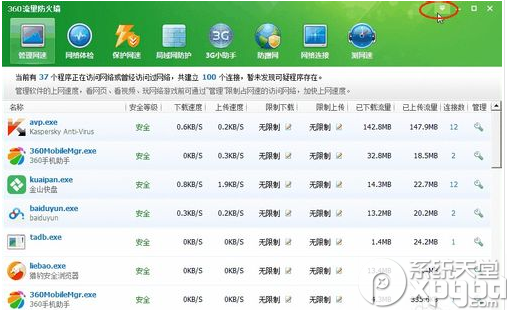 360流量防火墙
管理网速 网络体检 保护网速 局域网防护 3G小助手 防蹭网 网络连接 测网速
当前有 37 个程序正在访问网络或曾经访问过网络，共建立 100 个连接，暂未发现可疑程序存在。
管理软件的上网速度，看网页、看视频、玩网络游戏前可通过“管理”限制占网速的访问网络，加快上网速度。
名称 安全等级 下载速度 上传速度 限制下载 限制上传 已下载流量 已上传流量 连接数 管理
avp.exe
Kaspersky Anti-Virus 安全 0.6KB/S 0.2KB/S 无限制 无限制 142.8MB 147.9MB 12
360MobileMgr.exe
360手机助手 安全 0KB/S 0.3KB/S 无限制 无限制 32.8MB 18.5MB 2
kuaipan.exe
金山快盘 安全 0.8KB/S 1.9KB/S 无限制 无限制 14.3MB 22.7MB 12
baiduyun.exe
baiduyun 安全 0.3KB/S 0.2KB/S 无限制 无限制 13.2MB 20.2MB 2
tadb.exe
安全 0KB/S 0KB/S 无限制 无限制 1.4MB 24.2MB 1
liebao.exe
猎豹安全浏览器 安全 0KB/S 0KB/S 无限制 无限制
360MobileMgr.exe
360手机助手 安全 0KB/S 0KB/S 无限制 无限制
系统天堂